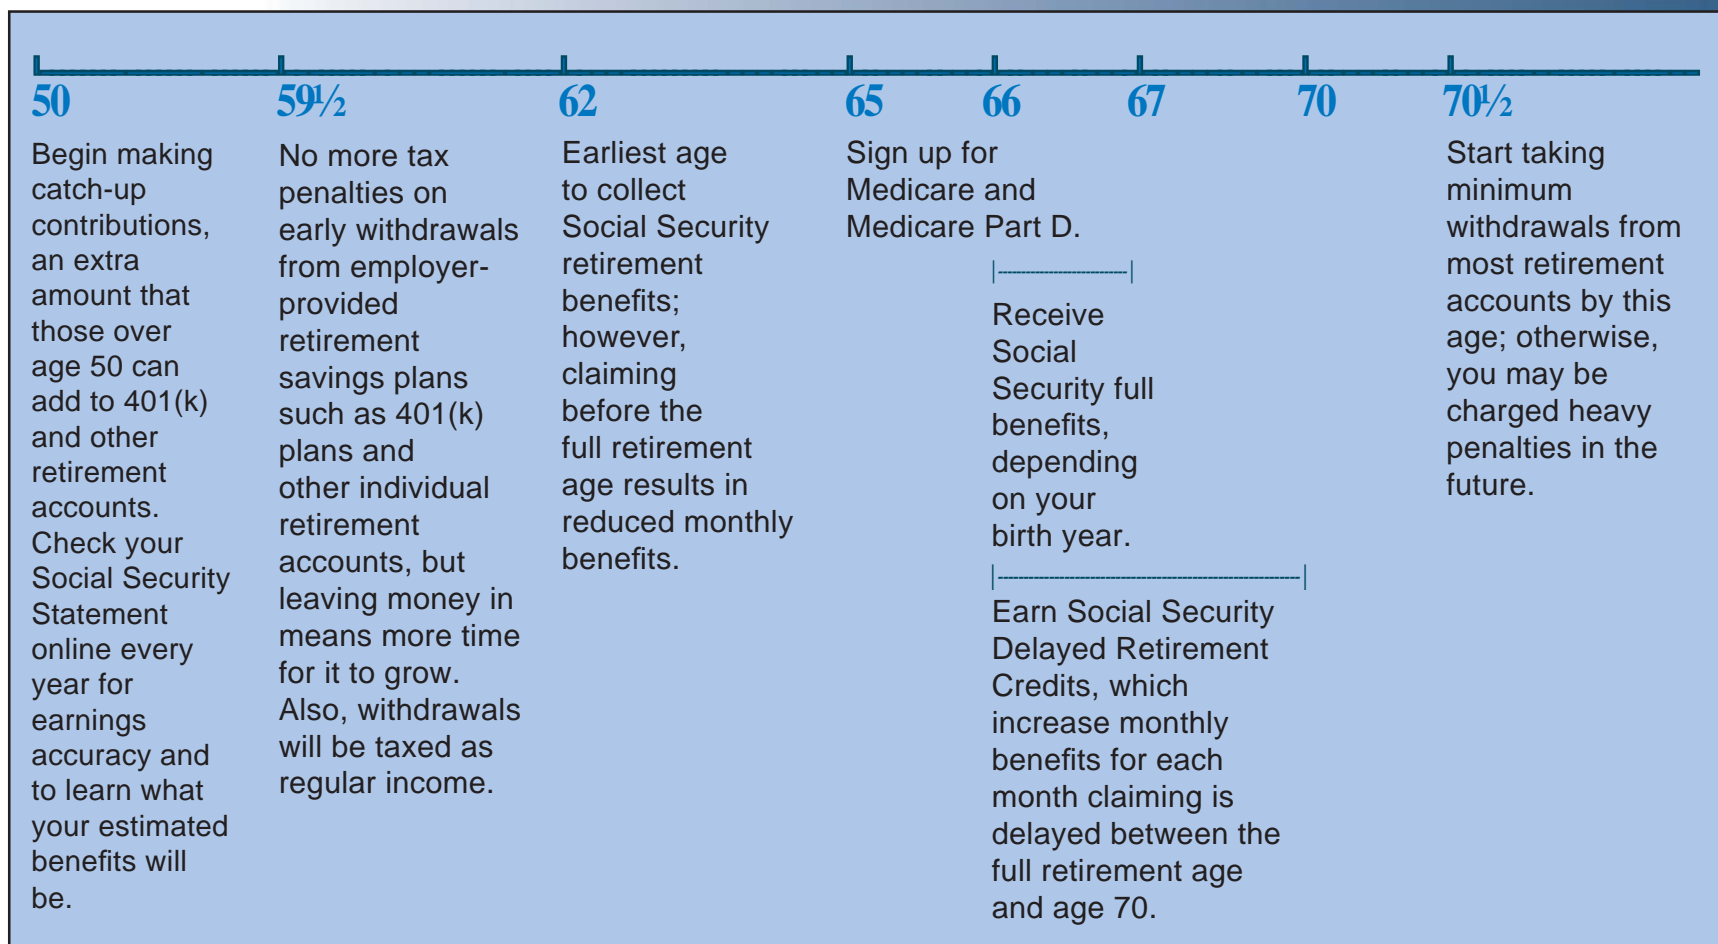 50
Begin making
catch-up
contributions,
an extra
amount that
those over
age 50 can
add to 401(k)
and other
retirement
accounts.
Check your
Social Security
Statement
online every
year for
earnings
accuracy and
to learn what
your estimated
benefits will
be.
59½
No more tax
penalties on
early withdrawals
from employer-
provided
retirement
savings plans
such as 401(k)
plans and
other individual
retirement
accounts, but
leaving money in
means more time
for it to grow.
Also, withdrawals
will be taxed as
regular income.
62
Earliest age
to collect
Social Security
retirement
benefits;
however,
claiming
before the
full retirement
age results in
reduced monthly
benefits.
65
Sign up for
Medicare and
Medicare Part D.
66
67
Receive
Social
Security full
benefits,
depending
on your
birth year.
70
Earn Social Security
Delayed Retirement
Credits, which
increase monthly
benefits for each
month claiming is
delayed between the
full retirement age
and age 70.
70½
Start taking
minimum
withdrawals from
most retirement
accounts by this
age; otherwise,
you may be
charged heavy
penalties in the
future.